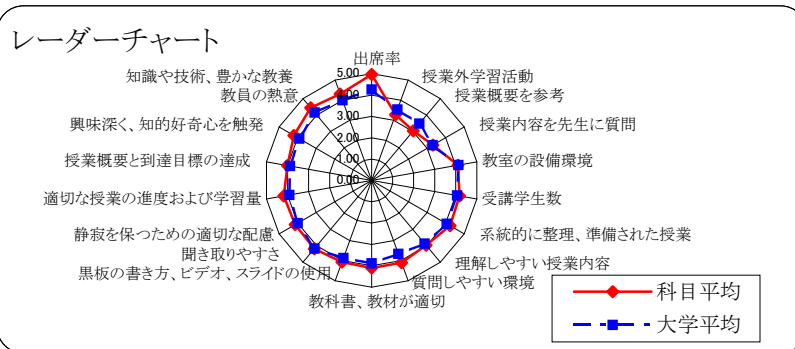 レーダーチャート
出席率
授業外学習活動
授業概要を参考
授業内容を先生に質問
教室の設備環境
受講学生数
系統的に整理、準備された授業
理解しやすい授業内容
質問しやすい環境
教科書、教材が適切
黒板の書き方、ビデオ、スライドの使用
聞き取りやすさ
静寂を保つための適切な配慮
適切な授業の進度および学習量
授業概要と到達目標の達成
興味深く、知的好奇心を触発
教員の熱意
知識や技術、豊かな教養
5.00
4.00
3.00
2.00
1.00
0.00
科目平均
大学平均